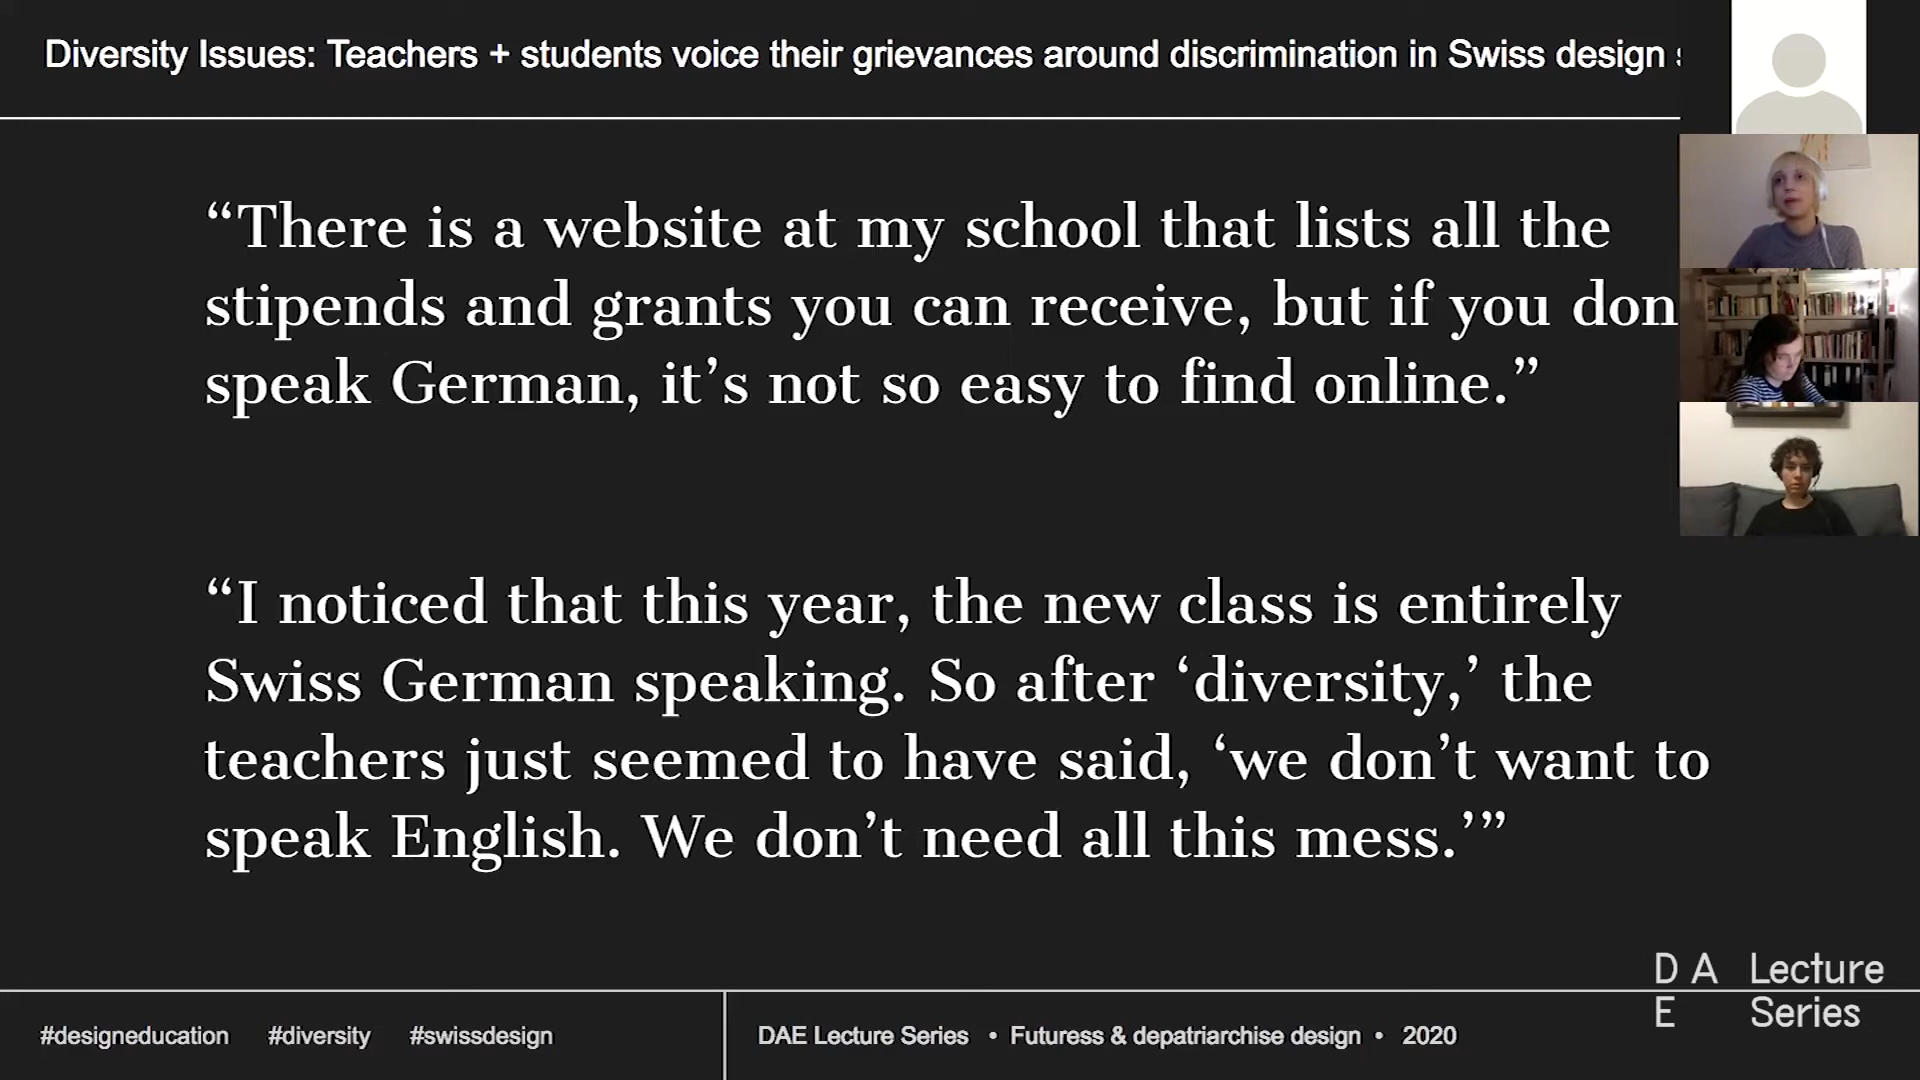 Diversity Issues: Teachers + students voice their grievances around discrimination in Swiss design
“There is a website at my school that lists all the
stipends and grants you can receive, but if you don
speak German, it’s not so easy to find online.”
“I noticed that this year, the new class is entirely
Swiss German speaking. So after ‘diversity,’ the
teachers just seemed to have said, ‘we don’t want to
speak English. We don’t need all this mess.’”
D A Lecture
E Series
#designeducation #diversity #swissdesign
DAE Lecture Series • Futuress & depatriarchise design • 2020